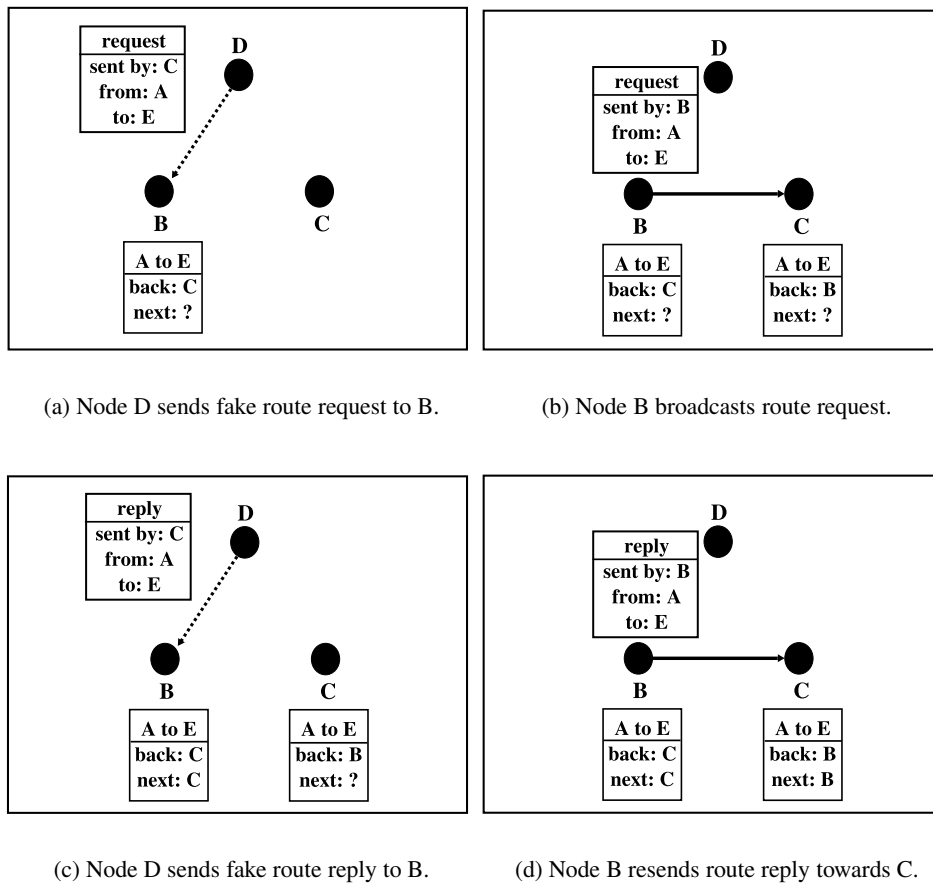 request
sent by: C
from: A
to: E
D
B
C
A to E
back: C
next: ?
(a) Node D sends fake route request to B.
D
request
sent by: B
from: A
to: E
B
C
A to E
back: C
next: ?
A to E
back: B
next: ?
(b) Node B broadcasts route request.
reply
sent by: C
from: A
to: E
D
B
C
A to E
back: C
next: C
A to E
back: B
next: ?
(c) Node D sends fake route reply to B.
D
reply
sent by: B
from: A
to: E
B
C
A to E
back: C
next: C
A to E
back: B
next: B
(d) Node B resends route reply towards C.